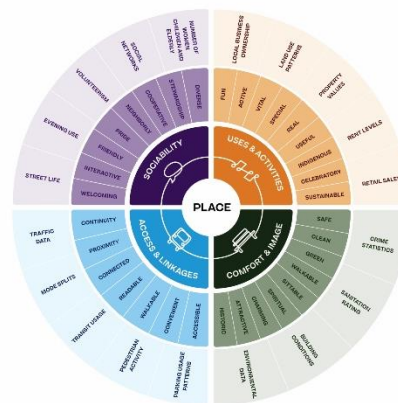 NUMBER OF
WOMEN,
CHILDREN AND
ELDERLY
SOCIAL
NETWORKS
VOLUNTEERISM
EVENING USE
STREET LIFE
DIVERSE
STEWARDSHIP
COOPERATIVE
NEIGHBORLY
PRIDE
FRIENDLY
INTERACTIVE
WELCOMING
SOCIABILITY
LOCAL BUSINESS
OWNERSHIP
LAND USE
PATTERNS
PROPERTY
VALUES
RENT LEVELS
RETAIL SALES
FUN
ACTIVE
VITAL
SPECIAL
REAL
USEFUL
INDIGENOUS
CELEBRATORY
SUSTAINABLE
USES & ACTIVITIES
PLACE
ACCESS & LINKAGES
CONTINUITY
PROXIMITY
CONNECTED
READABLE
WALKABLE
CONVENIENT
ACCESSIBLE
TRAFFIC
DATA
MODE SPLITS
TRANSIT USAGE
PEDESTRIAN
ACTIVITY
PARKING USAGE
PATTERNS
COMFORT & IMAGE
SAFE
CLEAN
GREEN
WALKABLE
SITTABLE
SPIRITUAL
CHARMING
ATTRACTIVE
HISTORIC
CRIME
STATISTICS
SANITATION
RATING
BUILDING
CONDITIONS
ENVIRONMENTAL
DATA